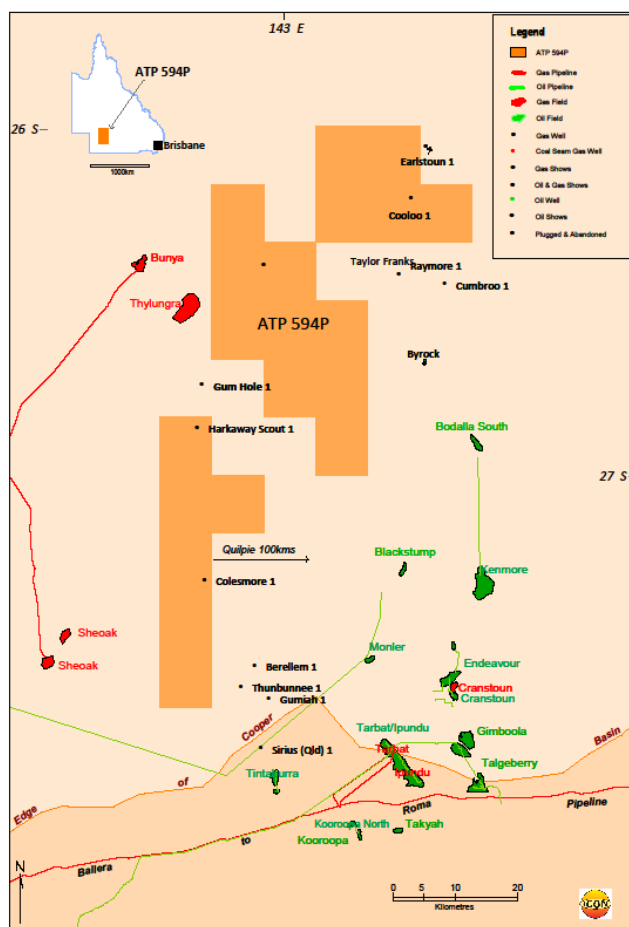 143 E
Legend
ATP 594P
Gas Pipeline
Oil Pipeline
Gas Field
Oil Field
Gas Well
Coal Seam Gas Well
Gas Shows
Oil & Gas Shows
Oil Well
Oil Shows
Plugged & Abandoned
ATP 594P
26 S
Brisbane
1000km
Earlstoun 1
Cooloo 1
Bunya
Taylor Franks
Raymore 1
Cumbroo 1
Thylungra
ATP 594P
Byrock
Gum Hole 1
Harkaway Scout 1
Bodalla South
27 S
Quilpie 100kms
Blackstump
Kenmore
Colesmore 1
Sheoak
Sheoak
Monler
Endeavour
Berellem 1
Cranstoun
Thunbunnee 1
Cranstoun
Gumiah 1
Tarbat/Ipundu
Gimboola
Sirius (Qld) 1
Tarbat
Talgeberry
Tintaburra
Ipundu
Edge of Cooper Basin
Ballera to Roma Pipeline
Kooroopa North
Takyah
Kooroopa
N
0 5 10 20
Kilometres
icon